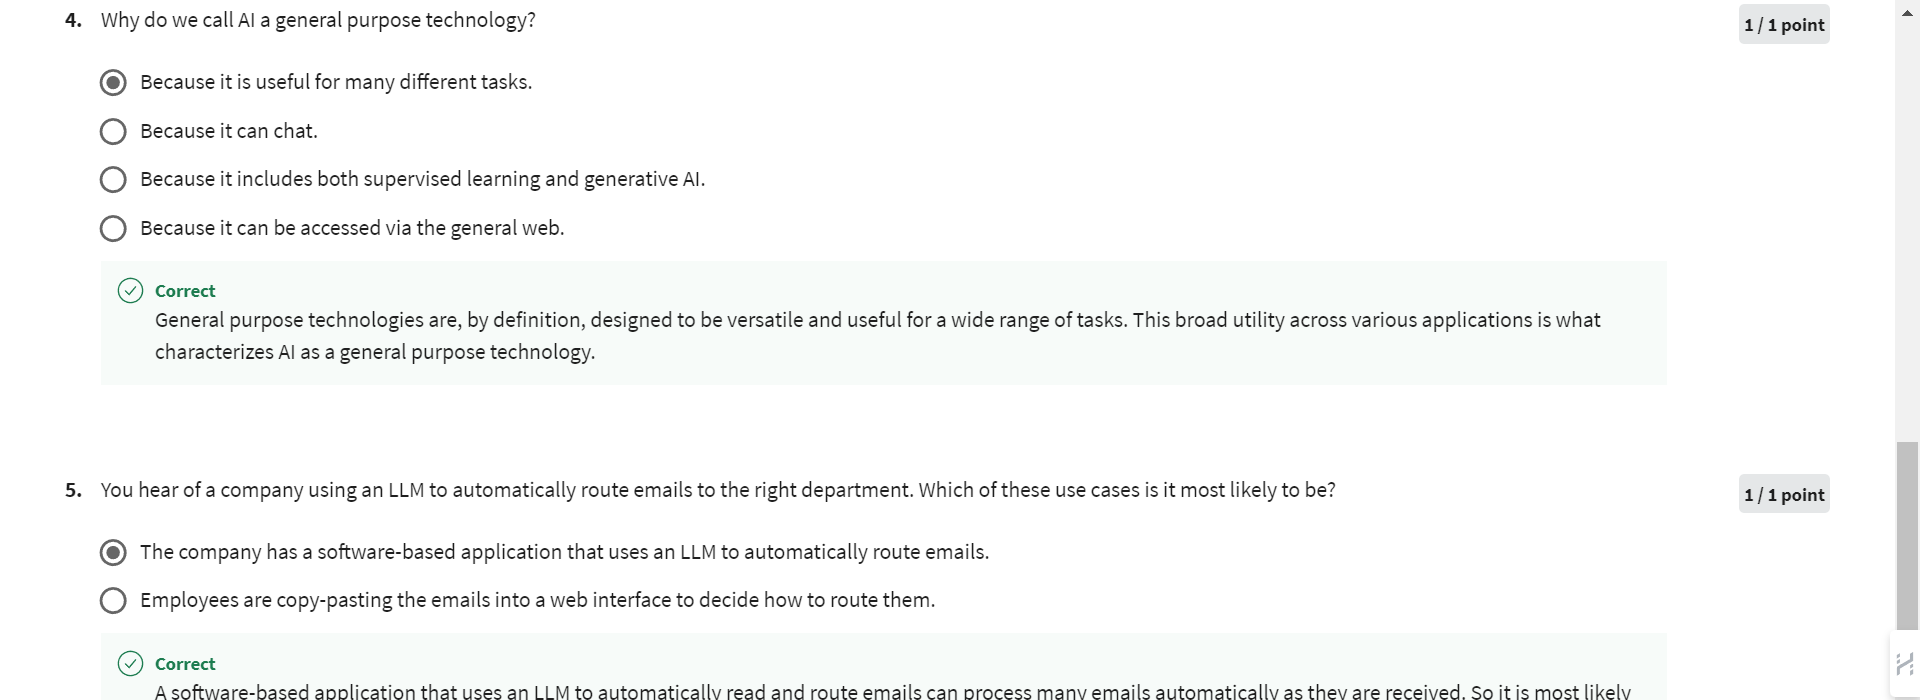 4. Why do we call AI a general purpose technology?
1 / 1 point
Because it is useful for many different tasks.
Because it can chat.
Because it includes both supervised learning and generative AI.
Because it can be accessed via the general web.
Correct
General purpose technologies are, by definition, designed to be versatile and useful for a wide range of tasks. This broad utility across various applications is what
characterizes AI as a general purpose technology.
5. You hear of a company using an LLM to automatically route emails to the right department. Which of these use cases is it most likely to be?
1 / 1 point
The company has a software-based application that uses an LLM to automatically route emails.
Employees are copy-pasting the emails into a web interface to decide how to route them.
Correct
A software-based application that uses an LLM to automatically read and route emails can process many emails automatically as they are received. So it is most likely